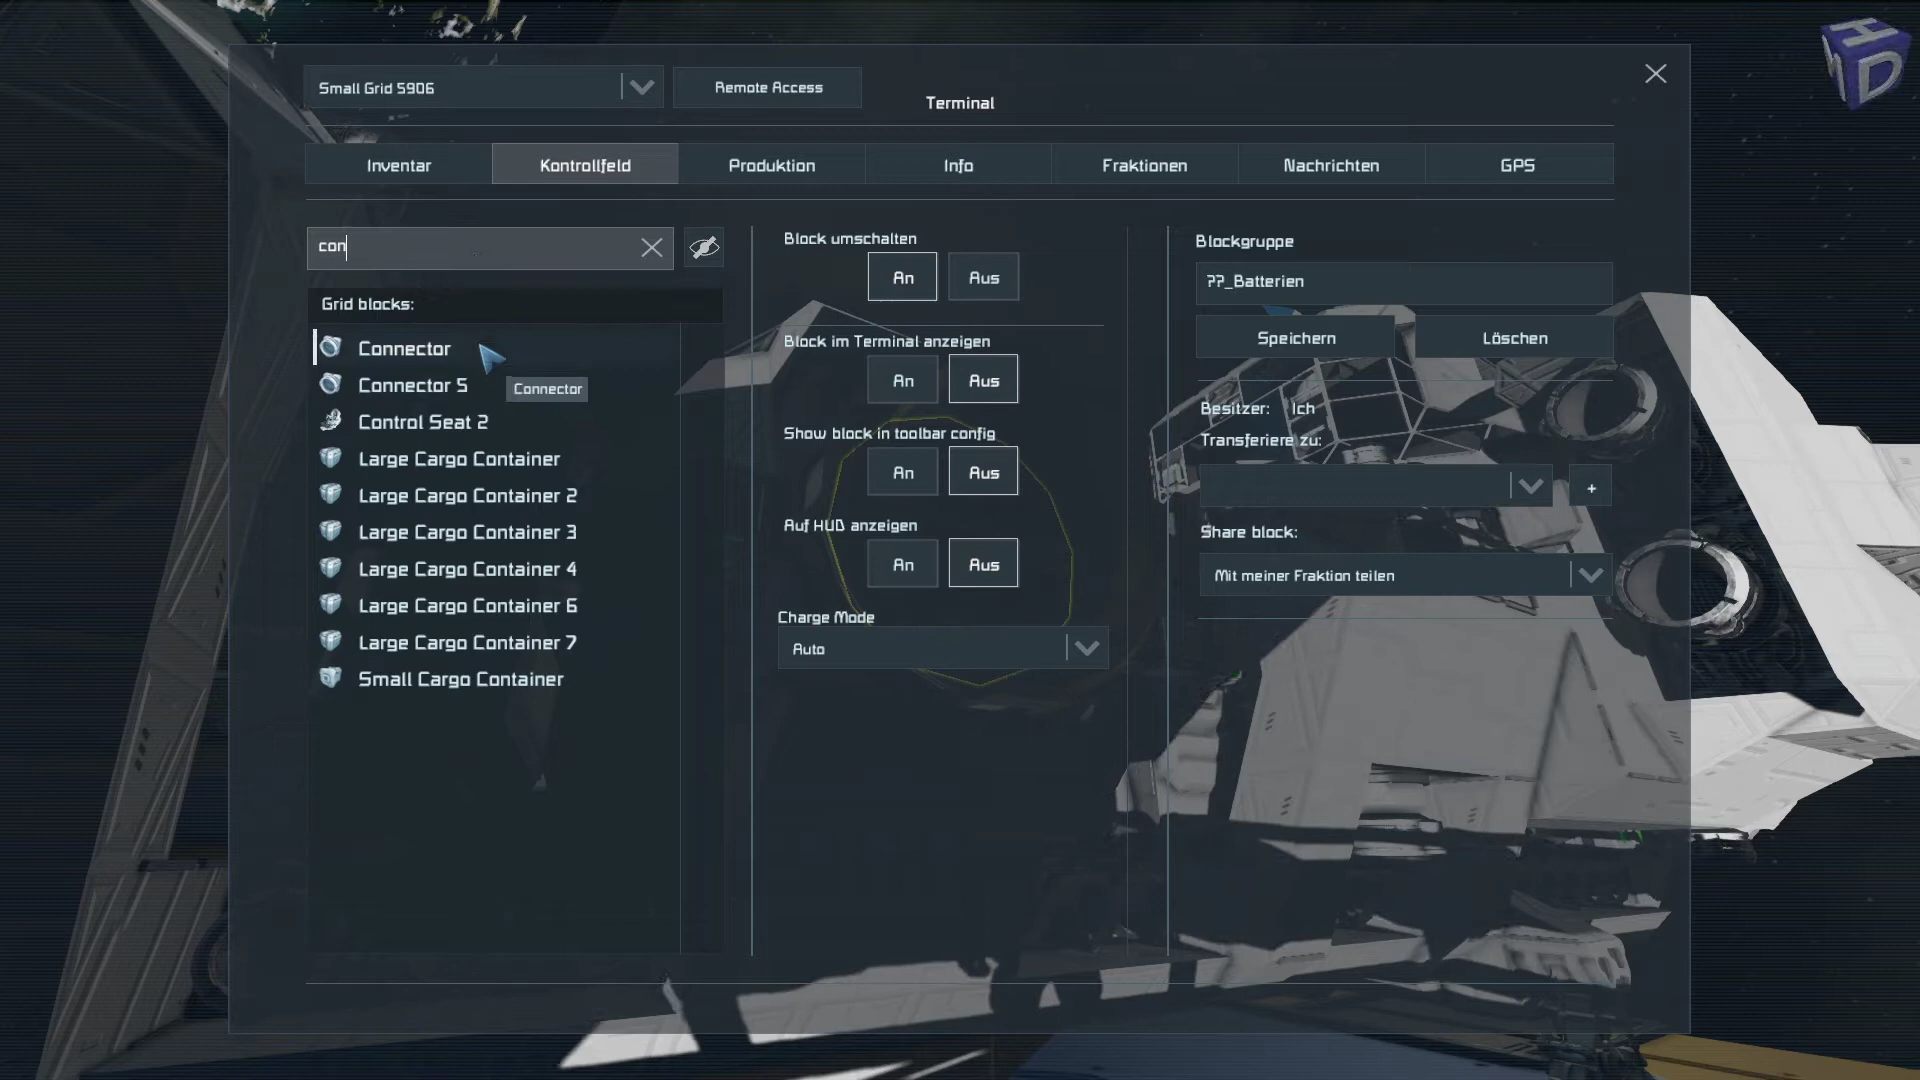 HD
Small Grid 5906
Remote Access
Terminal
Inventar
Kontrollfeld
Produktion
Info
Fraktionen
Nachrichten
GPS
con
Grid blocks:
Connector
Connector 5
Connector
Control Seat 2
Large Cargo Container
Large Cargo Container 2
Large Cargo Container 3
Large Cargo Container 4
Large Cargo Container 6
Large Cargo Container 7
Small Cargo Container
Block umschalten
An Aus
Block im Terminal anzeigen
An Aus
Show block in toolbar config
An Aus
Auf HUD anzeigen
An Aus
Charge Mode
Auto
Blockgruppe
??_Batterien
Speichern Löschen
Besitzer: Ich
Transferiere zu:
+
Share block:
Mit meiner Fraktion teilen